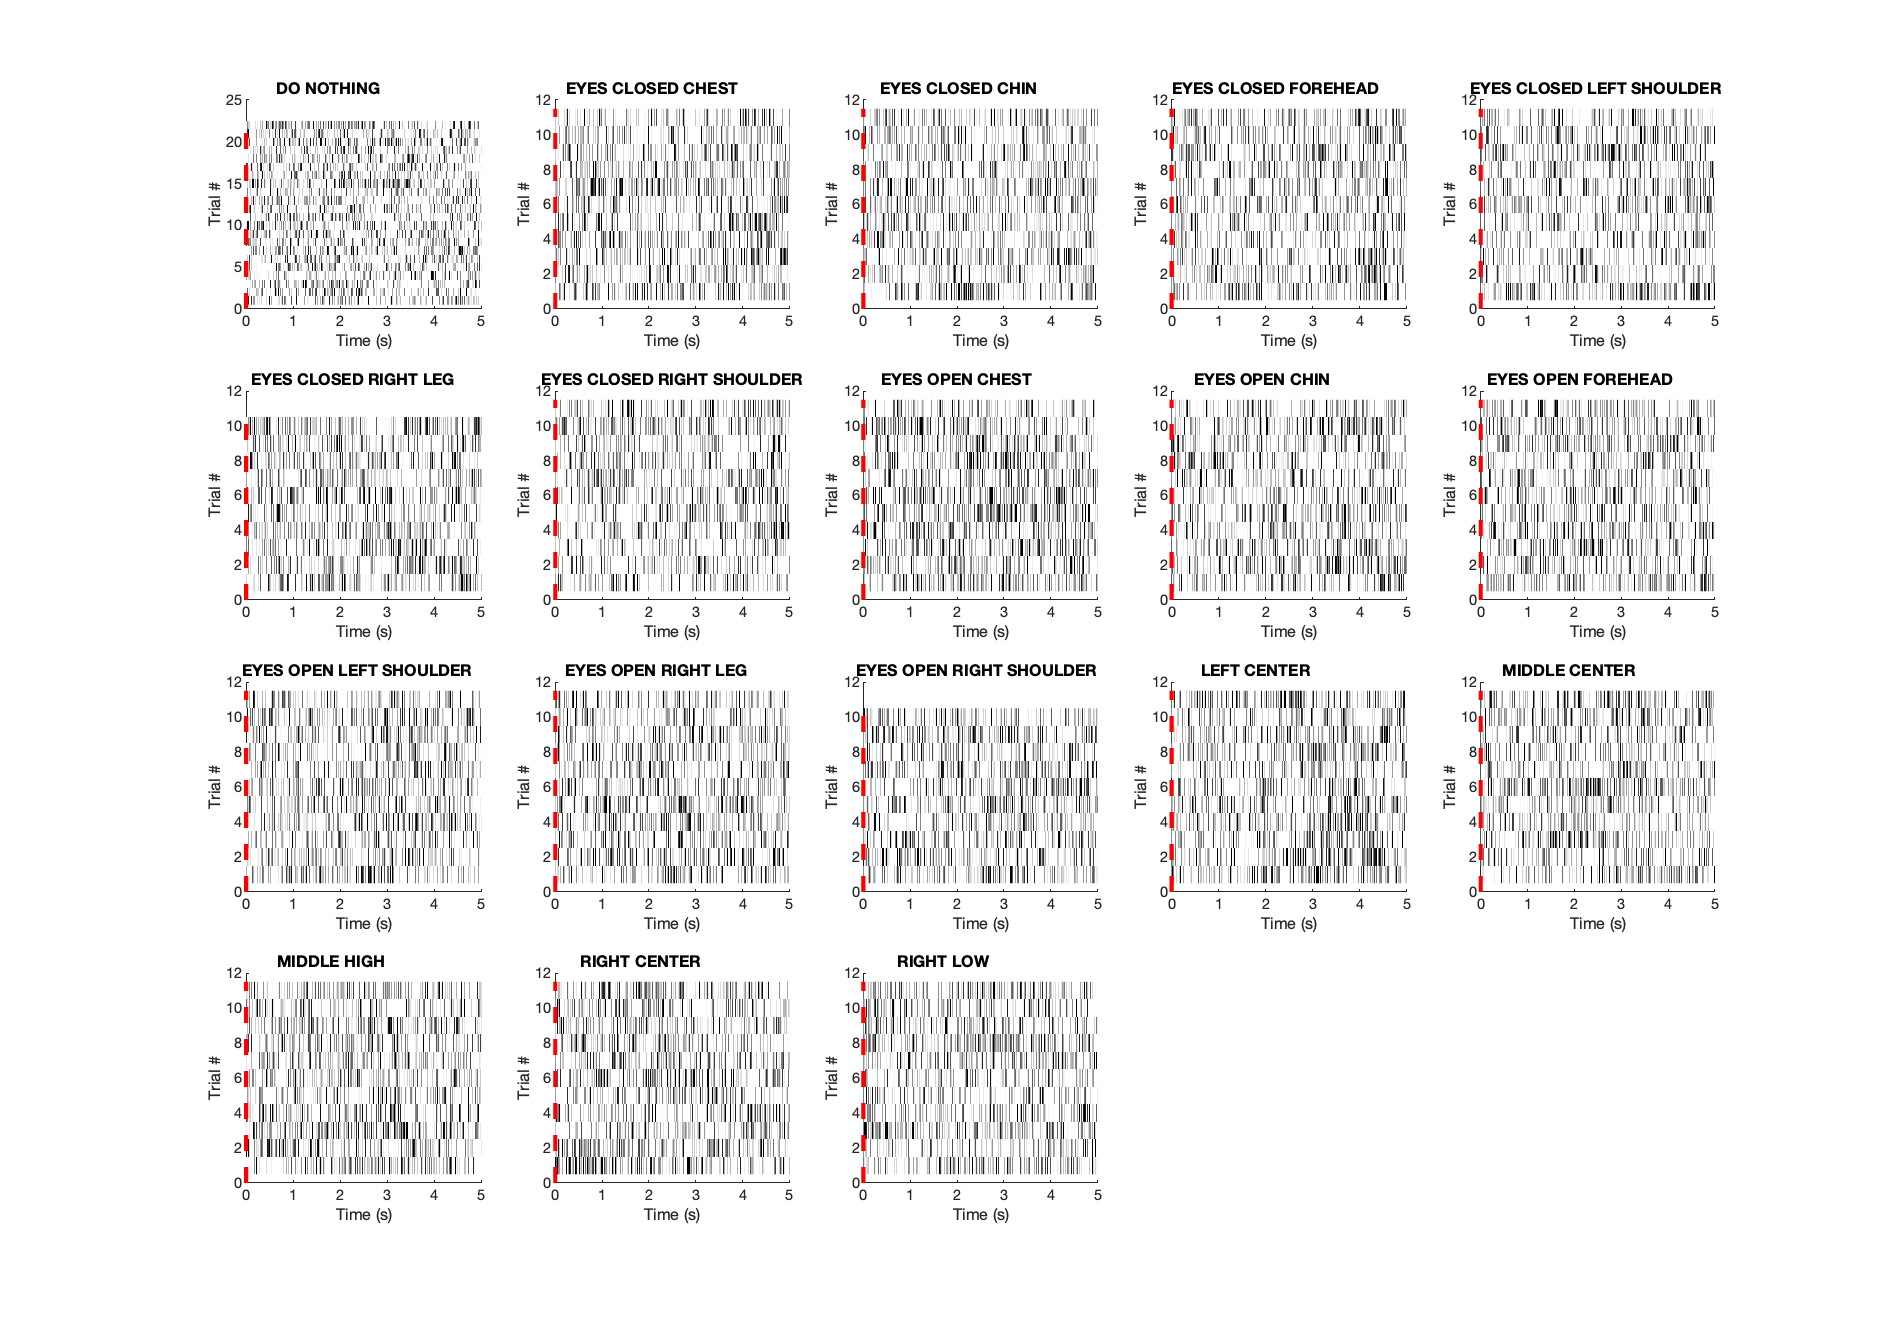 DO NOTHING
25
20
15
10
5
0
Trial #
0 1 2 3 4 5
Time (s)
EYES CLOSED CHEST
12
10
8
6
4
2
0
Trial #
0 1 2 3 4 5
Time (s)
EYES CLOSED CHIN
12
10
8
6
4
2
0
Trial #
0 1 2 3 4 5
Time (s)
EYES CLOSED FOREHEAD
12
10
8
6
4
2
0
Trial #
0 1 2 3 4 5
Time (s)
EYES CLOSED LEFT SHOULDER
12
10
8
6
4
2
0
Trial #
0 1 2 3 4 5
Time (s)
EYES CLOSED RIGHT LEG
12
10
8
6
4
2
0
Trial #
0 1 2 3 4 5
Time (s)
EYES CLOSED RIGHT SHOULDER
12
10
8
6
4
2
0
Trial #
0 1 2 3 4 5
Time (s)
EYES OPEN CHEST
12
10
8
6
4
2
0
Trial #
0 1 2 3 4 5
Time (s)
EYES OPEN CHIN
12
10
8
6
4
2
0
Trial #
0 1 2 3 4 5
Time (s)
EYES OPEN FOREHEAD
12
10
8
6
4
2
0
Trial #
0 1 2 3 4 5
Time (s)
EYES OPEN LEFT SHOULDER
12
10
8
6
4
2
0
Trial #
0 1 2 3 4 5
Time (s)
EYES OPEN RIGHT LEG
12
10
8
6
4
2
0
Trial #
0 1 2 3 4 5
Time (s)
EYES OPEN RIGHT SHOULDER
12
10
8
6
4
2
0
Trial #
0 1 2 3 4 5
Time (s)
LEFT CENTER
12
10
8
6
4
2
0
Trial #
0 1 2 3 4 5
Time (s)
MIDDLE CENTER
12
10
8
6
4
2
0
Trial #
0 1 2 3 4 5
Time (s)
MIDDLE HIGH
12
10
8
6
4
2
0
Trial #
0 1 2 3 4 5
Time (s)
RIGHT CENTER
12
10
8
6
4
2
0
Trial #
0 1 2 3 4 5
Time (s)
RIGHT LOW
12
10
8
6
4
2
0
Trial #
0 1 2 3 4 5
Time (s)